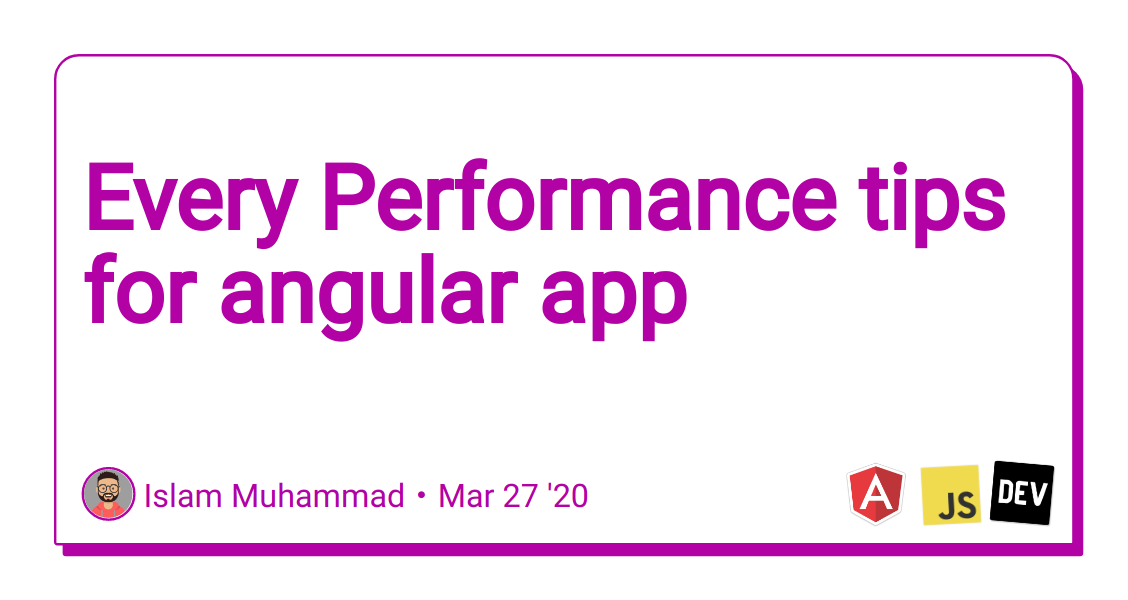 Every Performance tips
for angular app
Islam Muhammad • Mar 27 '20
A
JS
DEV